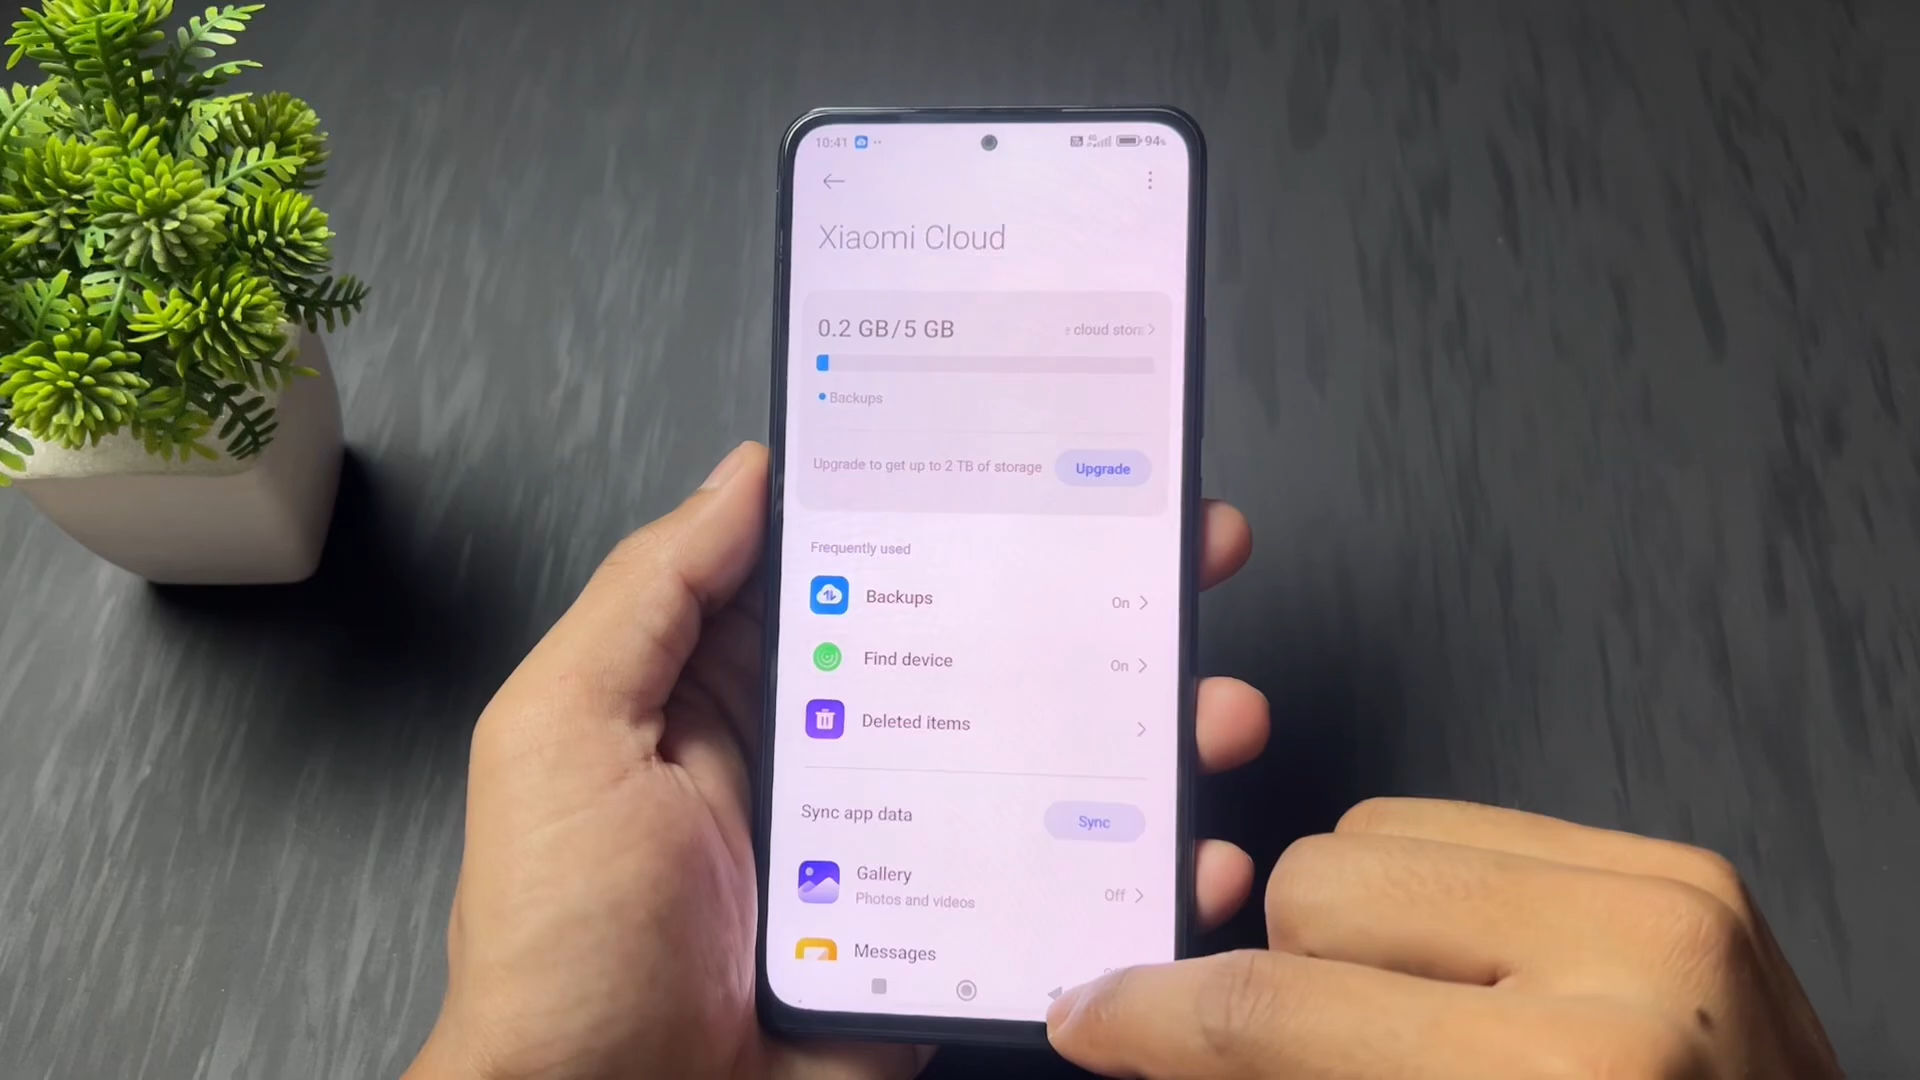 10:41
94%
Xiaomi Cloud
0.2 GB/5 GB
cloud stor
Backups
Upgrade to get up to 2 TB of storage
Upgrade
Frequently used
Backups
On
Find device
On
Deleted items
Sync app data
Sync
Gallery
Photos and videos
Off
Messages